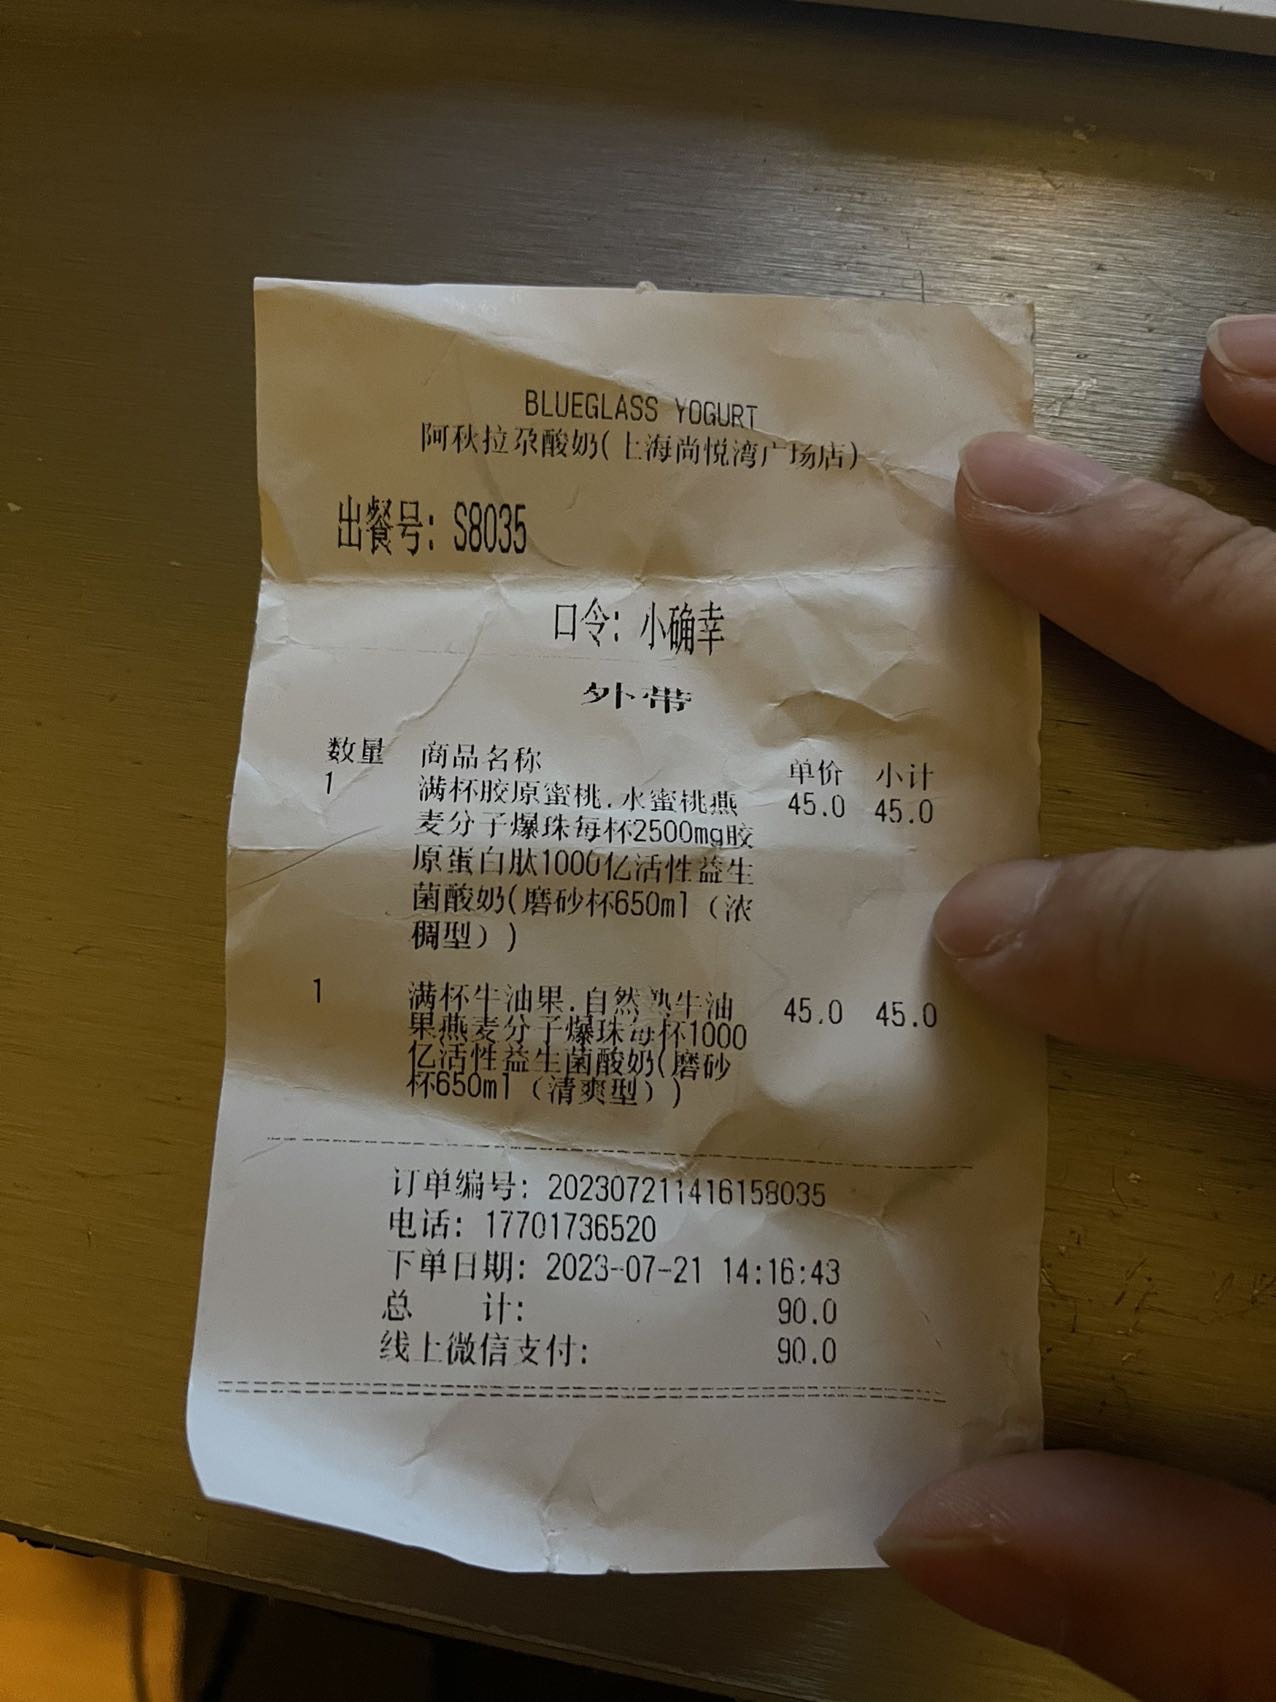 BLUEGLASS YOGURT
阿秋拉尕酸奶(上海尚悦湾广场店)
出餐号: S8035
口令: 小确幸
外带
数量 商品名称 单价 小计
1 满杯胶原蜜桃.水蜜桃燕 45.0 45.0
麦分子爆珠每杯2500mg胶
原蛋白肽1000亿活性益生
菌酸奶(磨砂杯650ml（浓
稠型）)
1 满杯牛油果.自然熟牛油 45.0 45.0
果燕麦分子爆珠每杯1000
亿活性益生菌酸奶(磨砂
杯650ml（清爽型）)
订单编号: 202307211416158035
电话: 17701736520
下单日期: 2023-07-21 14:16:43
总 计: 90.0
线上微信支付: 90.0